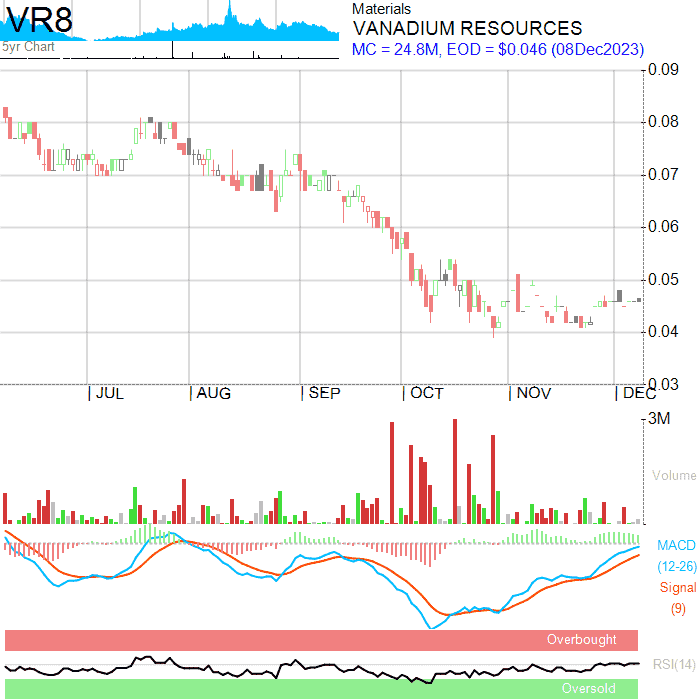 VR8
5yr Chart
Materials
VANADIUM RESOURCES
MC = 24.8M, EOD = $0.046 (08Dec2023)
0.09
0.08
0.07
0.06
0.05
0.04
0.03
JUL AUG SEP OCT NOV DEC
3M
Volume
MACD
(12-26)
Signal
(9)
Overbought
RSI(14)
Oversold